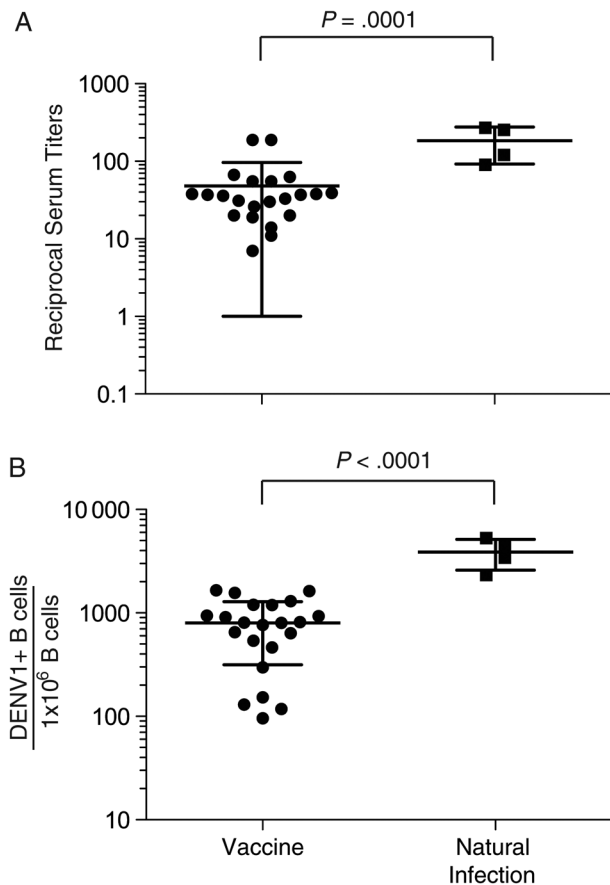 A
P = .0001
Reciprocal Serum Titers
1000
100
10
1
0.1
B
P < .0001
DENV1+ B cells
1x10⁶ B cells
10 000
1000
100
10
Vaccine
Natural
Infection